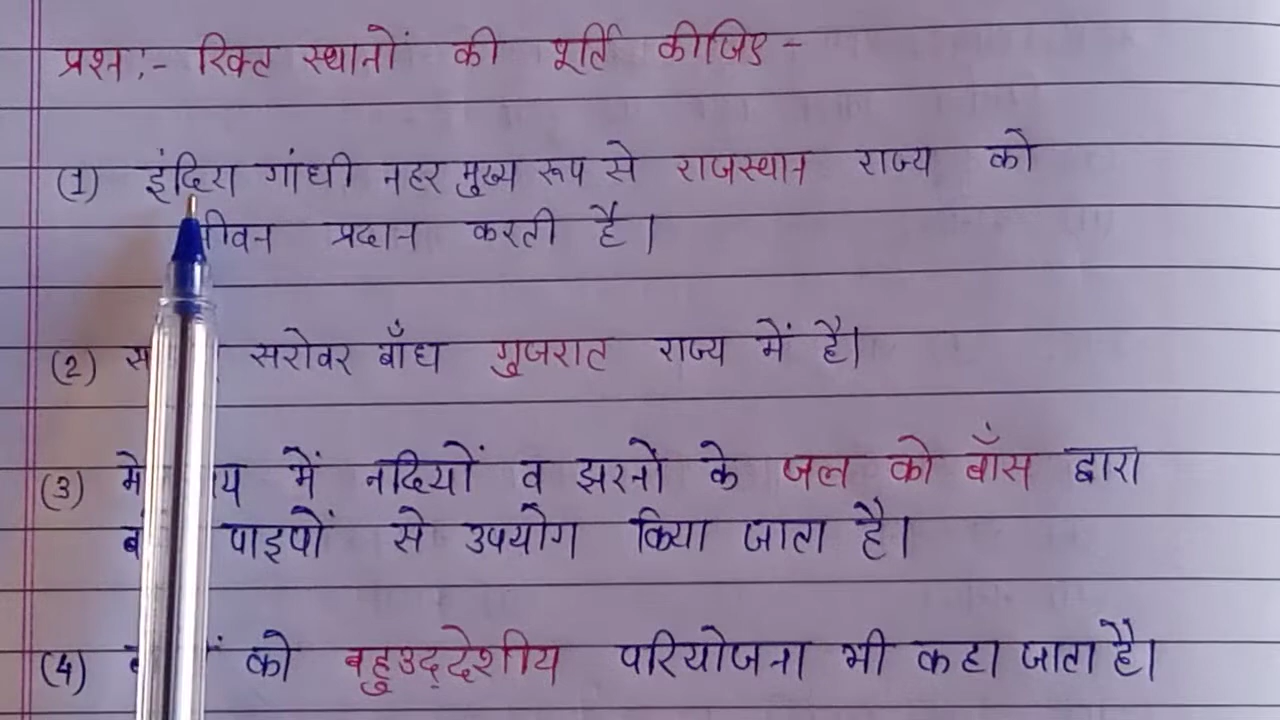 प्रश्न:- रिक्त स्थानों की पूर्ति कीजिए -
(1) इंदिरा गांधी नहर मुख्य रूप से राजस्थान राज्य को
प्रदान करती है।
(2) सरोवर बाँध गुजरात राज्य में है।
(3) में नदियों व झरनो के जल को बाँस द्वारा
पाइपों से उपयोग किया जाता है।
(4) को बहुउद्देशीय परियोजना भी कहा जाता है।